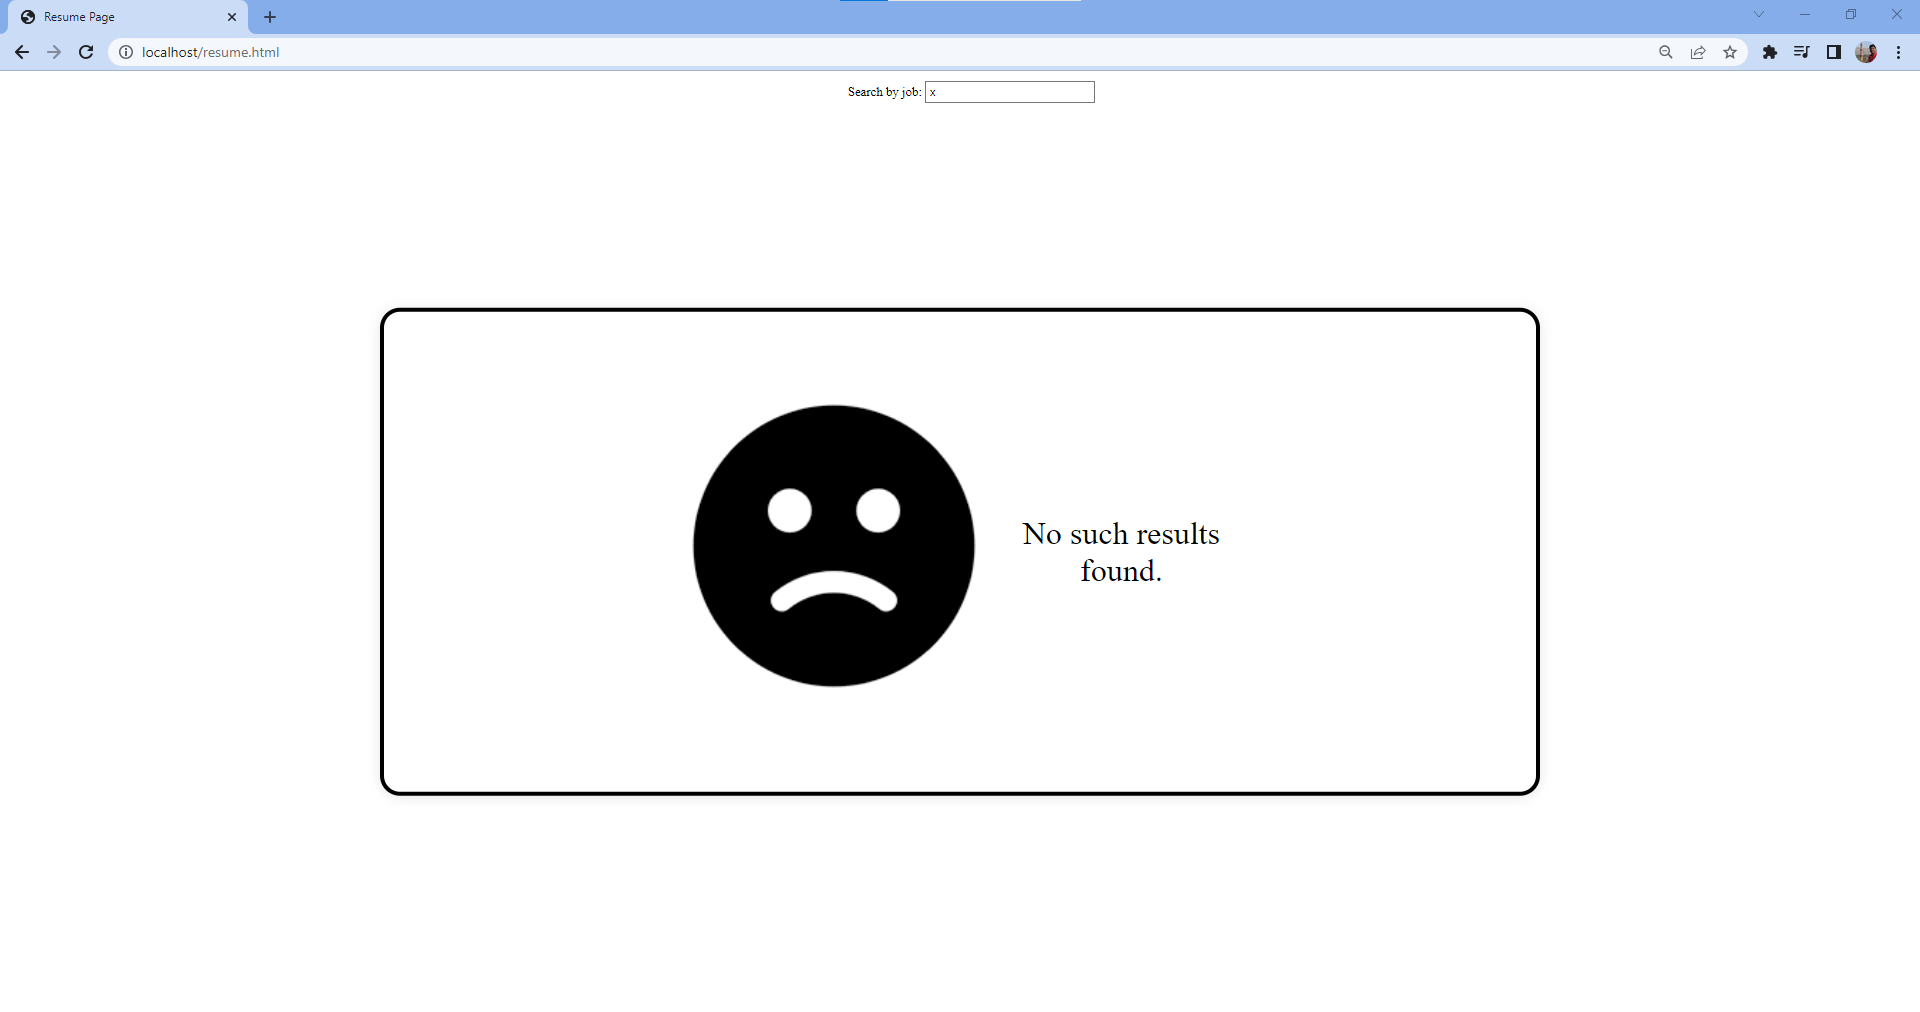 Resume Page
localhost/resume.html
Search by job: x
No such results
found.